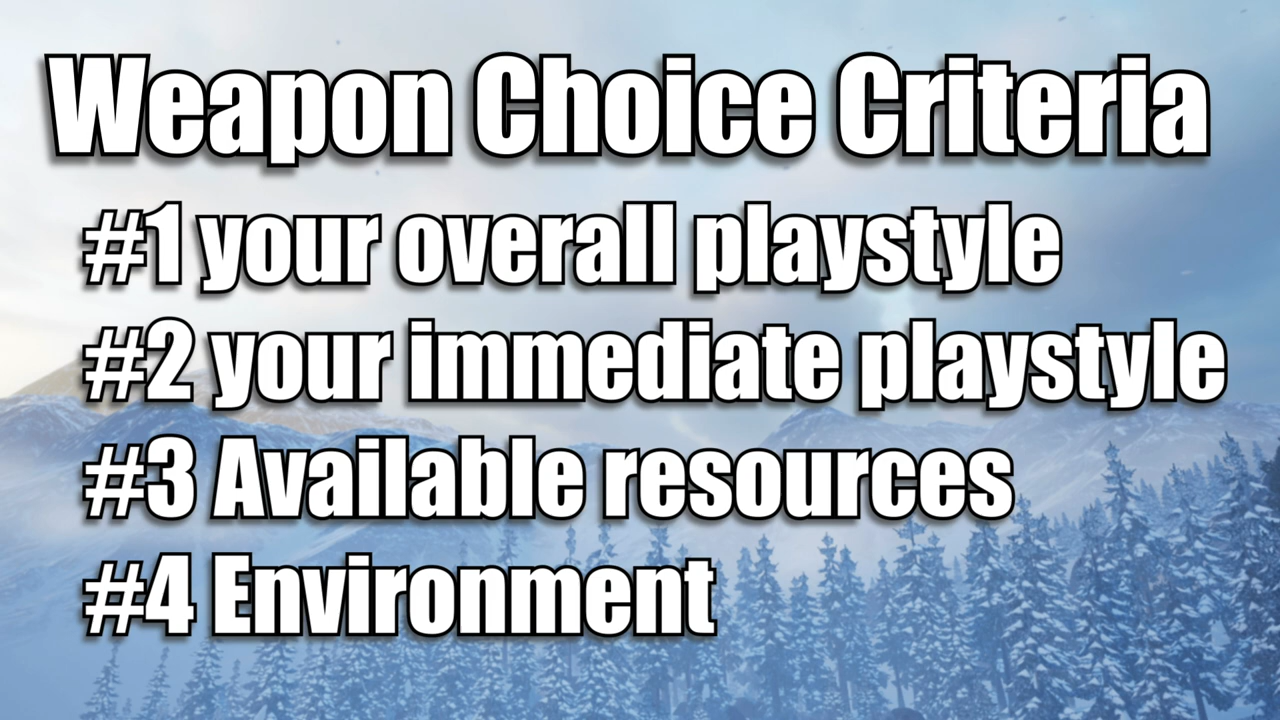 Weapon Choice Criteria
#1 your overall playstyle
#2 your immediate playstyle
#3 Available resources
#4 Environment